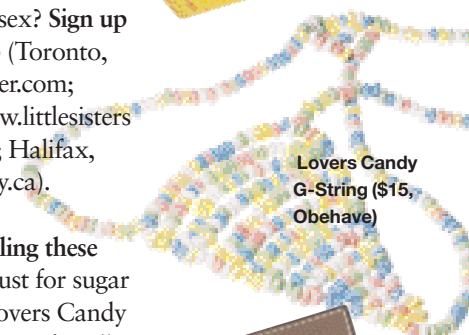 sex? Sign up
(Toronto,
er.com;
w.littlesisters
Halifax,
y.ca).
ling these
ust for sugar
overs Candy
Lovers Candy
G-String ($15,
Obehave)